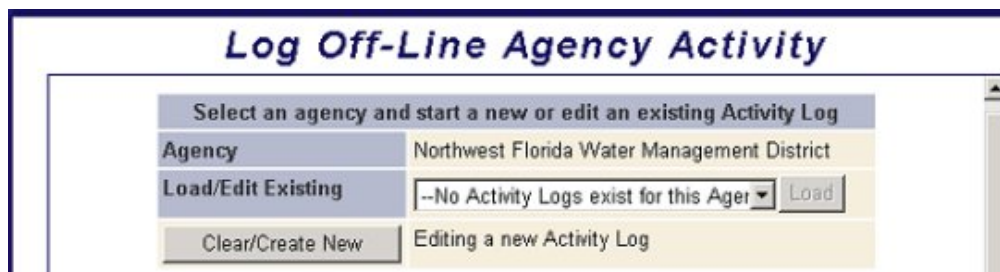 Log Off-Line Agency Activity
Select an agency and start a new or edit an existing Activity Log
Agency Northwest Florida Water Management District
Load/Edit Existing --No Activity Logs exist for this Ager Load
Clear/Create New Editing a new Activity Log